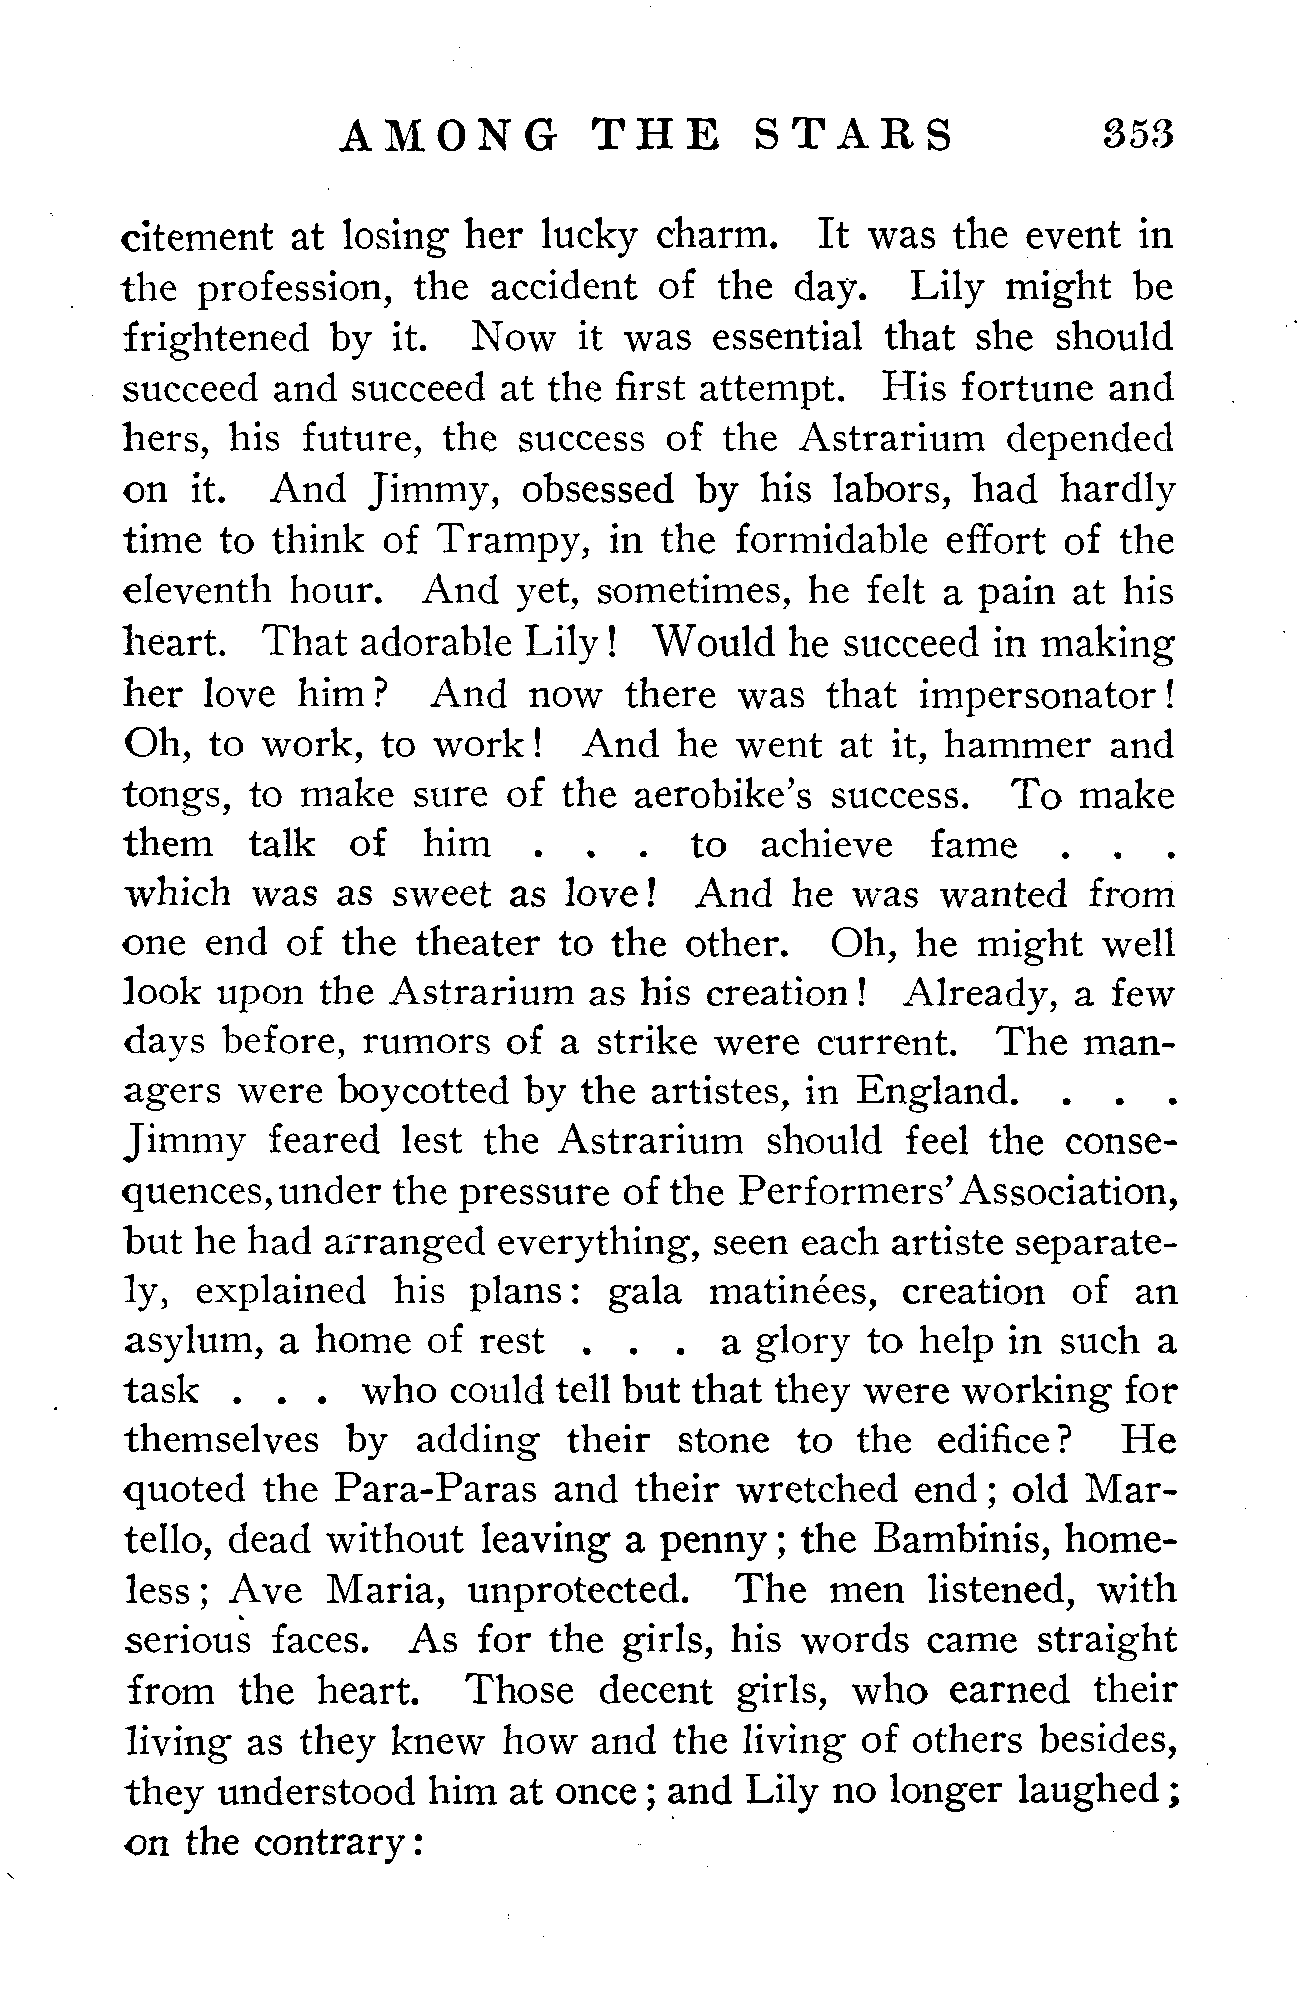 AMONG THE STARS 353
citement at losing her lucky charm. It was the event in
the profession, the accident of the day. Lily might be
frightened by it. Now it was essential that she should
succeed and succeed at the first attempt. His fortune and
hers, his future, the success of the Astrarium depended
on it. And Jimmy, obsessed by his labors, had hardly
time to think of Trampy, in the formidable effort of the
eleventh hour. And yet, sometimes, he felt a pain at his
heart. That adorable Lily! Would he succeed in making
her love him? And now there was that impersonator!
Oh, to work, to work! And he went at it, hammer and
tongs, to make sure of the aerobike's success. To make
them talk of him . . . to achieve fame . . .
which was as sweet as love! And he was wanted from
one end of the theater to the other. Oh, he might well
look upon the Astrarium as his creation! Already, a few
days before, rumors of a strike were current. The man-
agers were boycotted by the artistes, in England. . . .
Jimmy feared lest the Astrarium should feel the conse-
quences, under the pressure of the Performers' Association,
but he had arranged everything, seen each artiste separate-
ly, explained his plans: gala matinées, creation of an
asylum, a home of rest . . . a glory to help in such a
task . . . who could tell but that they were working for
themselves by adding their stone to the edifice? He
quoted the Para-Paras and their wretched end; old Mar-
tello, dead without leaving a penny; the Bambinis, home-
less; Ave Maria, unprotected. The men listened, with
serious faces. As for the girls, his words came straight
from the heart. Those decent girls, who earned their
living as they knew how and the living of others besides,
they understood him at once; and Lily no longer laughed;
on the contrary: